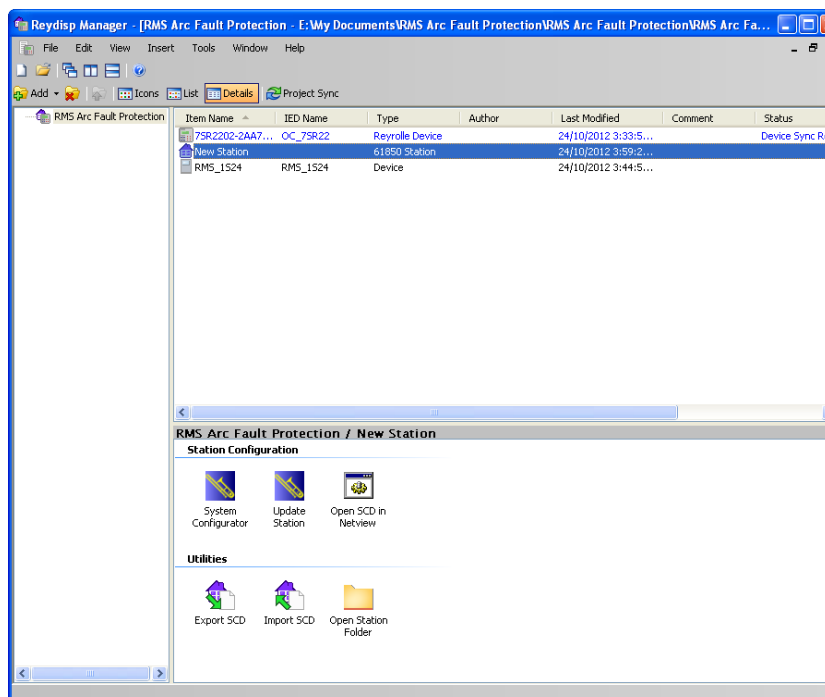 Reydisp Manager - [RMS Arc Fault Protection - E:\My Documents\RMS Arc Fault Protection\RMS Arc Fault Protection\RMS Arc Fa...
File Edit View Insert Tools Window Help
Add Icons List Details Project Sync
RMS Arc Fault Protection
Item Name IED Name Type Author Last Modified Comment Status
7SR2202-2AA7... OC_7SR22 Reyrolle Device 24/10/2012 3:33:5... Device Sync R
New Station 61850 Station 24/10/2012 3:59:2...
RMS_1S24 RMS_1S24 Device 24/10/2012 3:44:5...
RMS Arc Fault Protection / New Station
Station Configuration
System Configurator
Update Station
Open SCD in Netview
Utilities
Export SCD
Import SCD
Open Station Folder